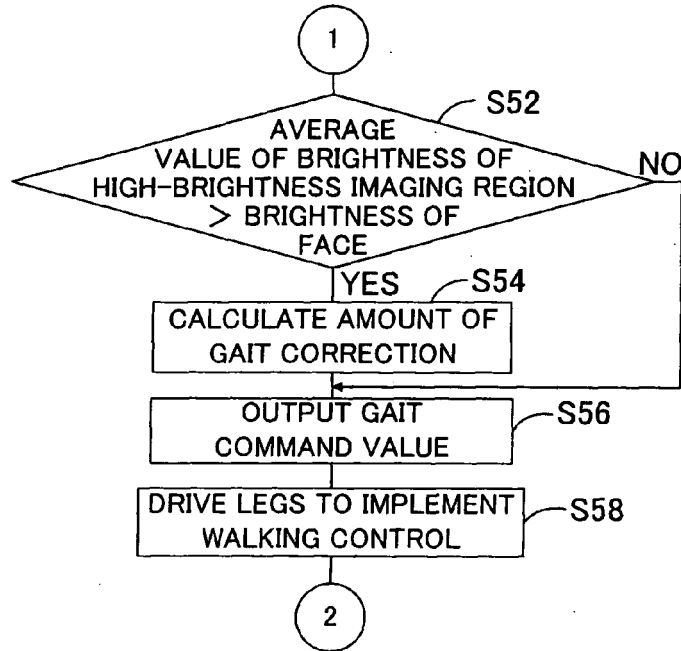 1
S52
AVERAGE
VALUE OF BRIGHTNESS OF
HIGH-BRIGHTNESS IMAGING REGION
> BRIGHTNESS OF
FACE
NO
YES
S54
CALCULATE AMOUNT OF
GAIT CORRECTION
OUTPUT GAIT
COMMAND VALUE
S56
DRIVE LEGS TO IMPLEMENT
WALKING CONTROL
S58
2